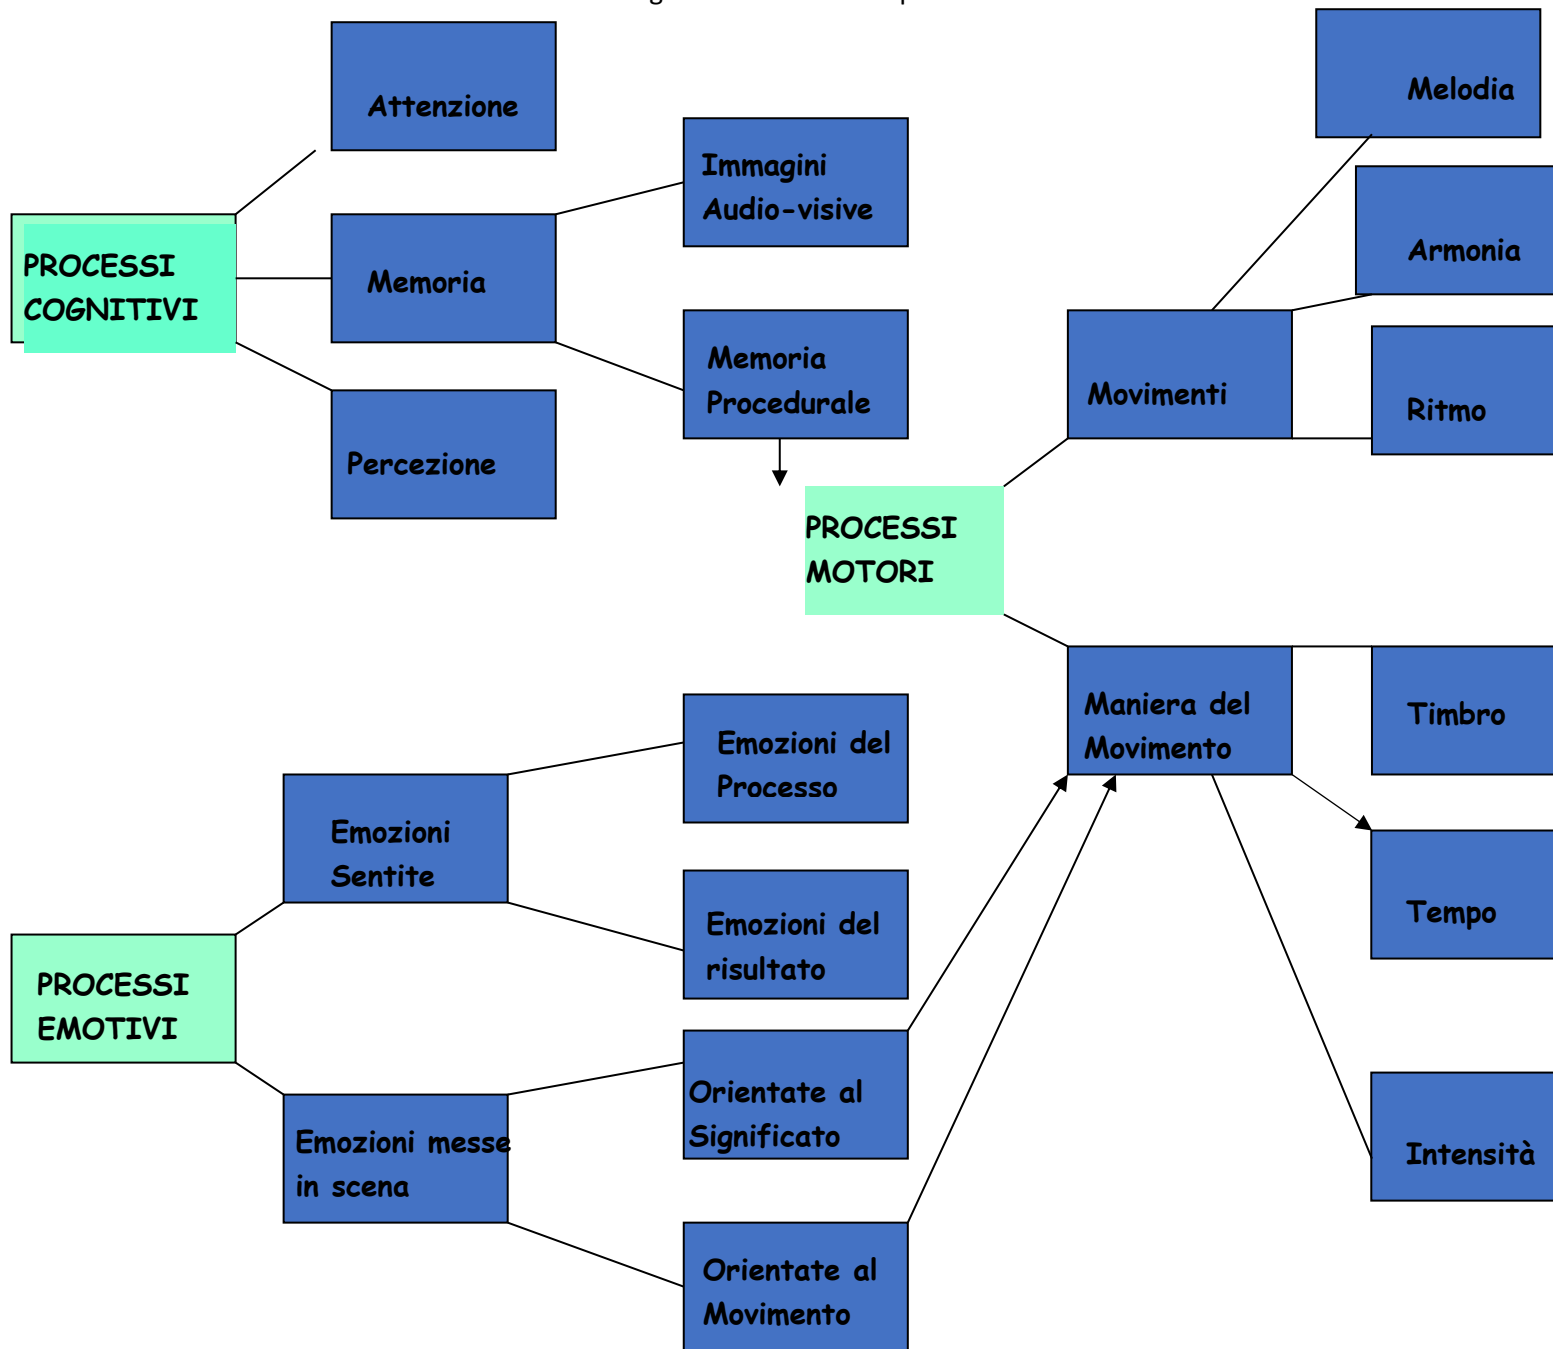 Attenzione
Melodia
Immagini
Audio-visive
PROCESSI
COGNITIVI
Memoria
Armonia
Memoria
Procedurale
Movimenti
Ritmo
Percezione
PROCESSI
MOTORI
Maniera del
Movimento
Timbro
Emozioni del
Processo
Emozioni
Sentite
Tempo
Emozioni del
risultato
PROCESSI
EMOTIVI
Orientate al
Significato
Emozioni messe
in scena
Intensità
Orientate al
Movimento